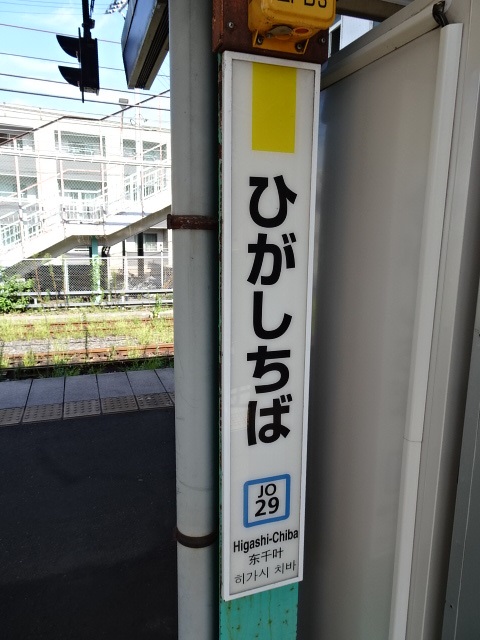 ひがしちば
JO
29
Higashi-Chiba
东千叶
히가시 치바